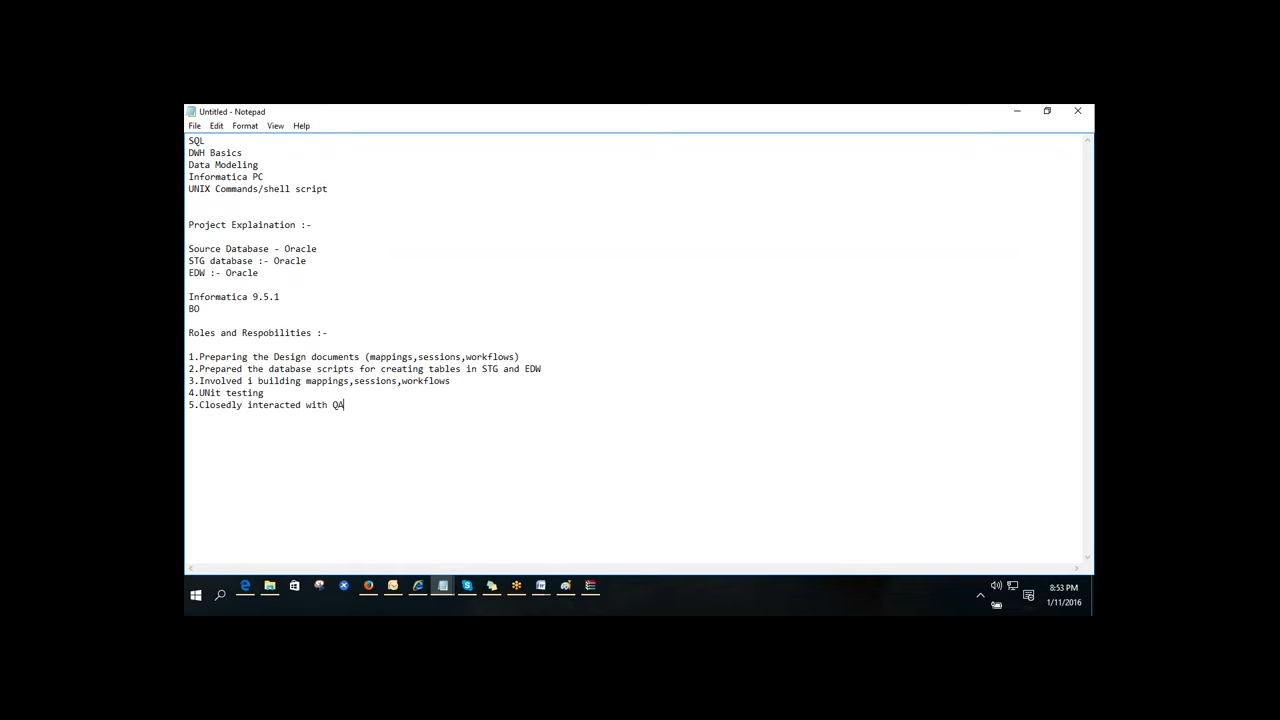 Untitled - Notepad
File Edit Format View Help
SQL
DWH Basics
Data Modeling
Informatica PC
UNIX Commands/shell script
Project Explaination :-
Source Database - Oracle
STG database :- Oracle
EDW :- Oracle
Informatica 9.5.1
BO
Roles and Respobilities :-
1.Preparing the Design documents (mappings,sessions,workflows)
2.Prepared the database scripts for creating tables in STG and EDW
3.Involved i building mappings,sessions,workflows
4.UNit testing
5.Closedly interacted with QA
8:53 PM
1/11/2016